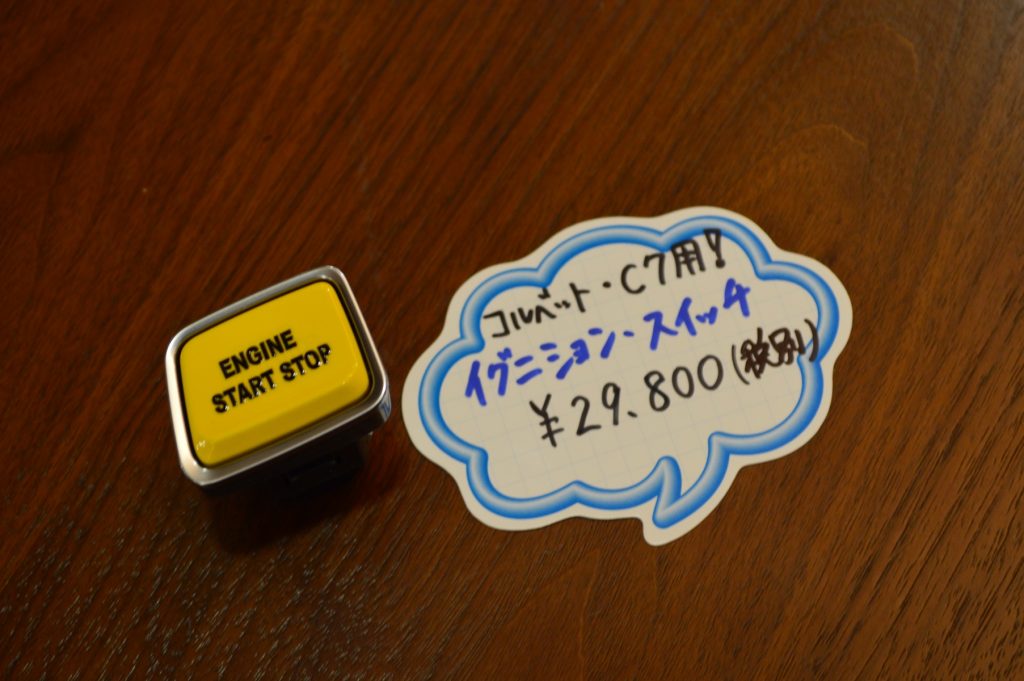 ENGINE
START STOP
コルベット・C7用!
イグニション・スイッチ
¥29.800(税別)